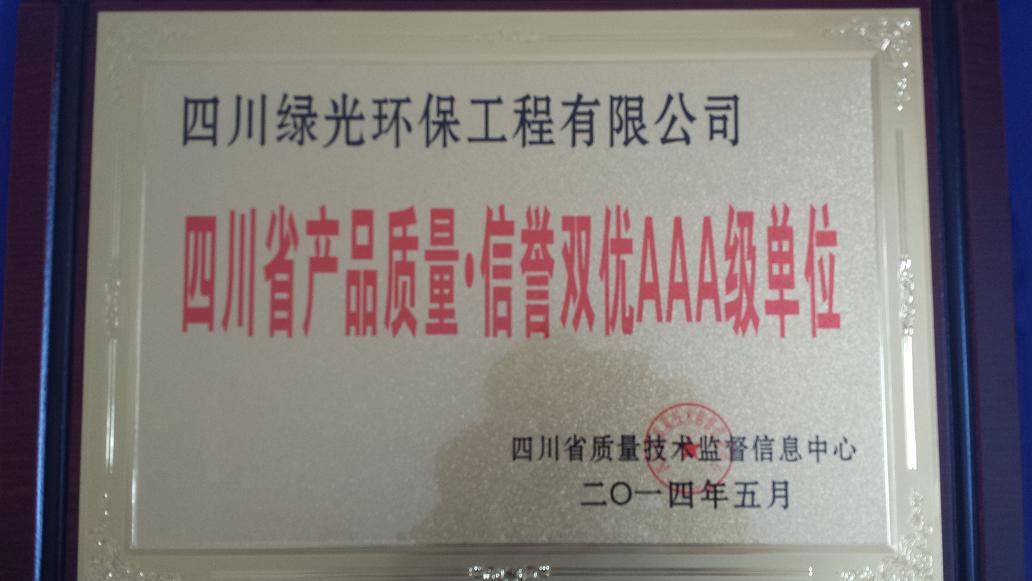 四川绿光环保工程有限公司
四川省产品质量·信誉双优AAA级单位
四川省质量技术监督信息中心
二〇一四年五月